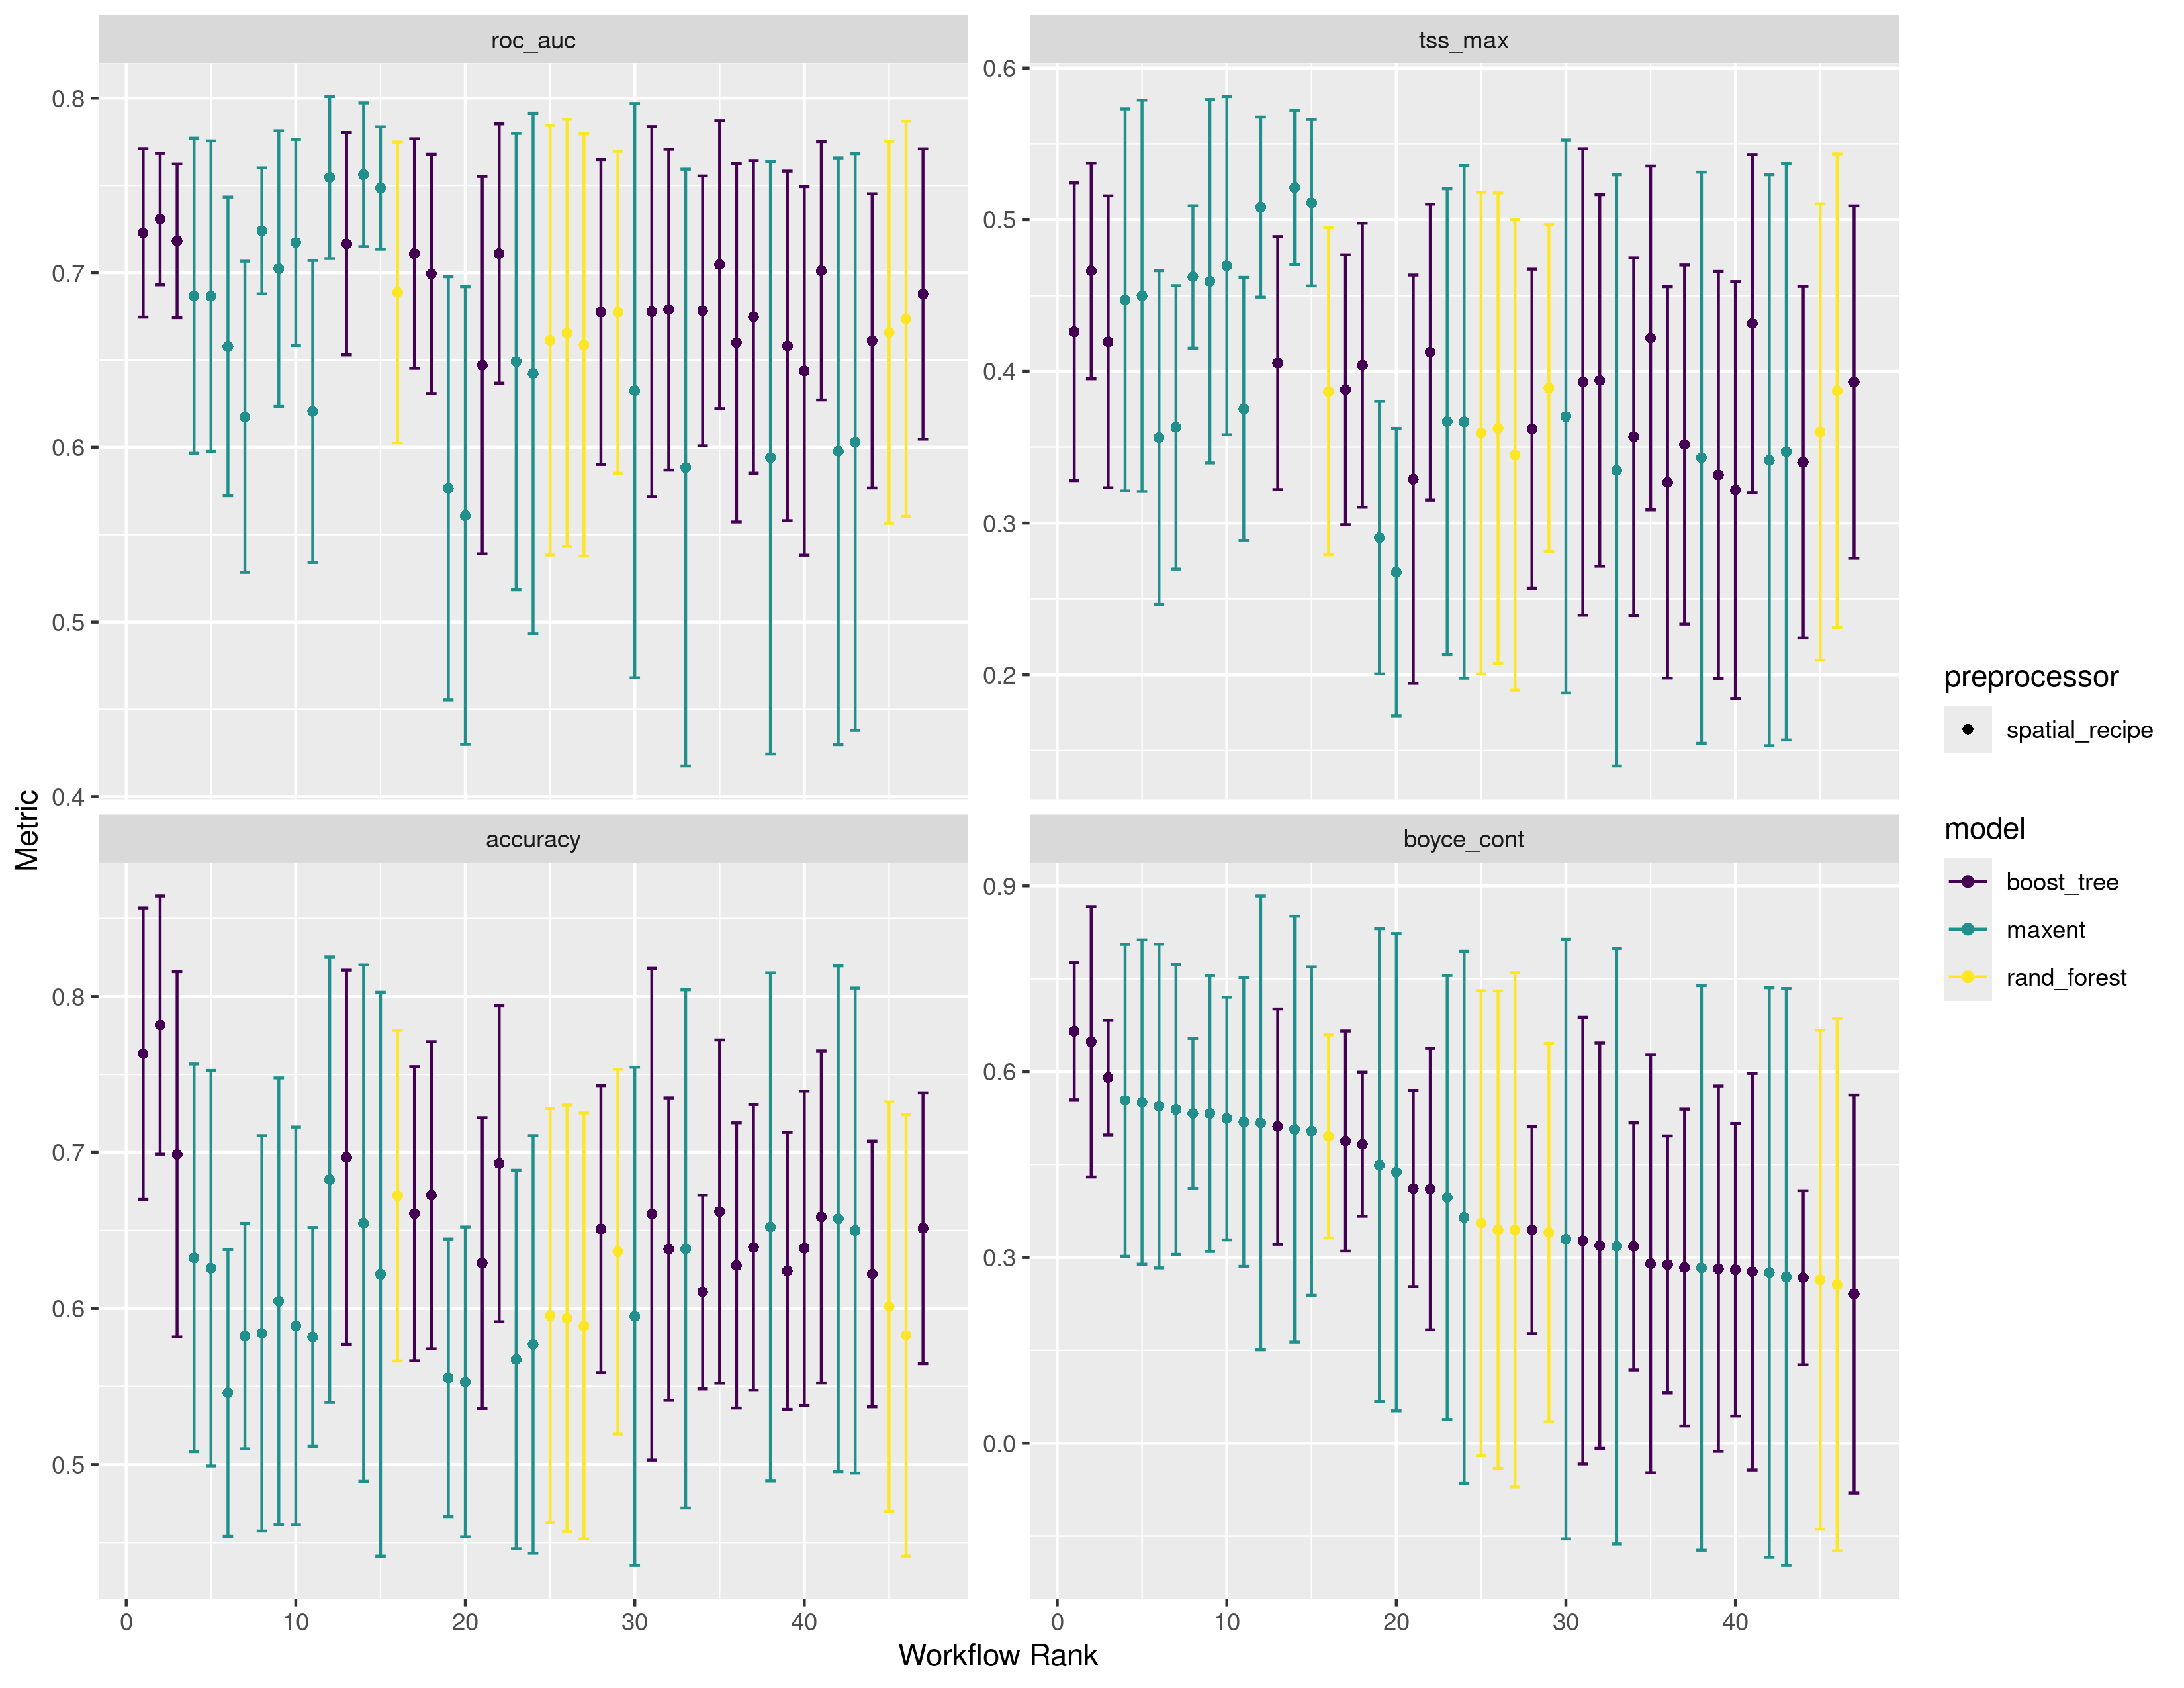 roc_auc
tss_max
0.8
0.7
0.6
0.5
0.4
0.6
0.5
0.4
0.3
0.2
accuracy
boyce_cont
0.8
0.7
0.6
0.5
0.9
0.6
0.3
0.0
0 10 20 30 40
0 10 20 30 40
Metric
Workflow Rank
preprocessor
spatial_recipe
model
boost_tree
maxent
rand_forest